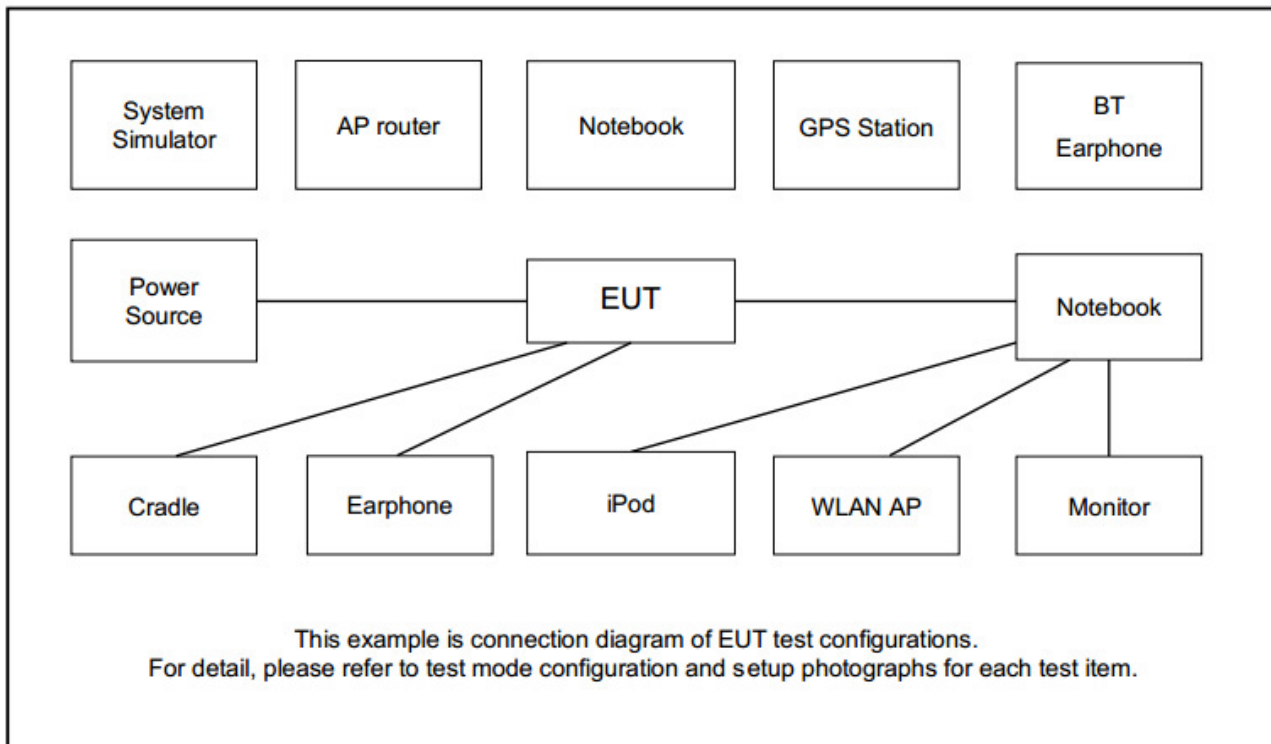 System
Simulator
AP router
Notebook
GPS Station
BT
Earphone
Power
Source
EUT
Notebook
Cradle
Earphone
iPod
WLAN AP
Monitor
This example is connection diagram of EUT test configurations.
For detail, please refer to test mode configuration and setup photographs for each test item.